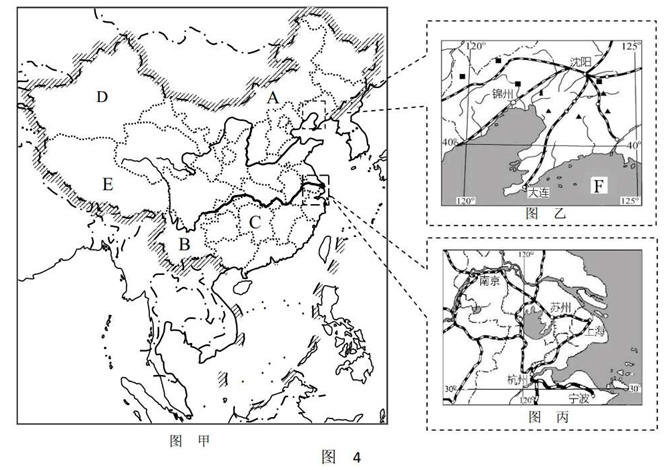 A
D
E
B
C
图 甲
120°
125°
沈阳
锦州
40°
40°
大连
F
120°
125°
图 乙
120°
南京
苏州
上海
杭州
30°
30°
120°
宁波
图 丙
图 4